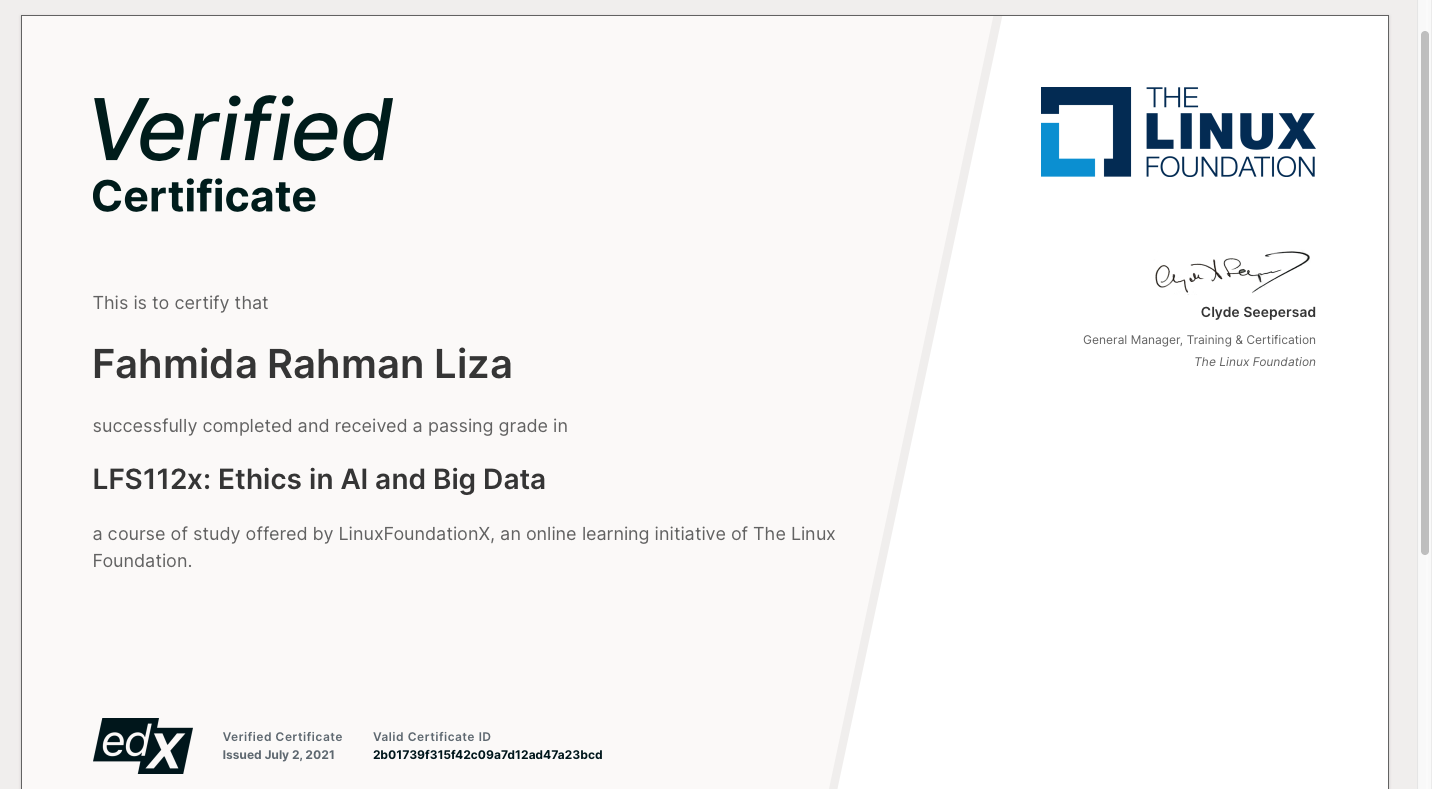 Verified
Certificate
This is to certify that
Fahmida Rahman Liza
successfully completed and received a passing grade in
LFS112x: Ethics in AI and Big Data
a course of study offered by LinuxFoundationX, an online learning initiative of The Linux
Foundation.
edX
Verified Certificate
Issued July 2, 2021
Valid Certificate ID
2b01739f315f42c09a7d12ad47a23bcd
THE
LINUX
FOUNDATION
Clyde Seepersad
General Manager, Training & Certification
The Linux Foundation